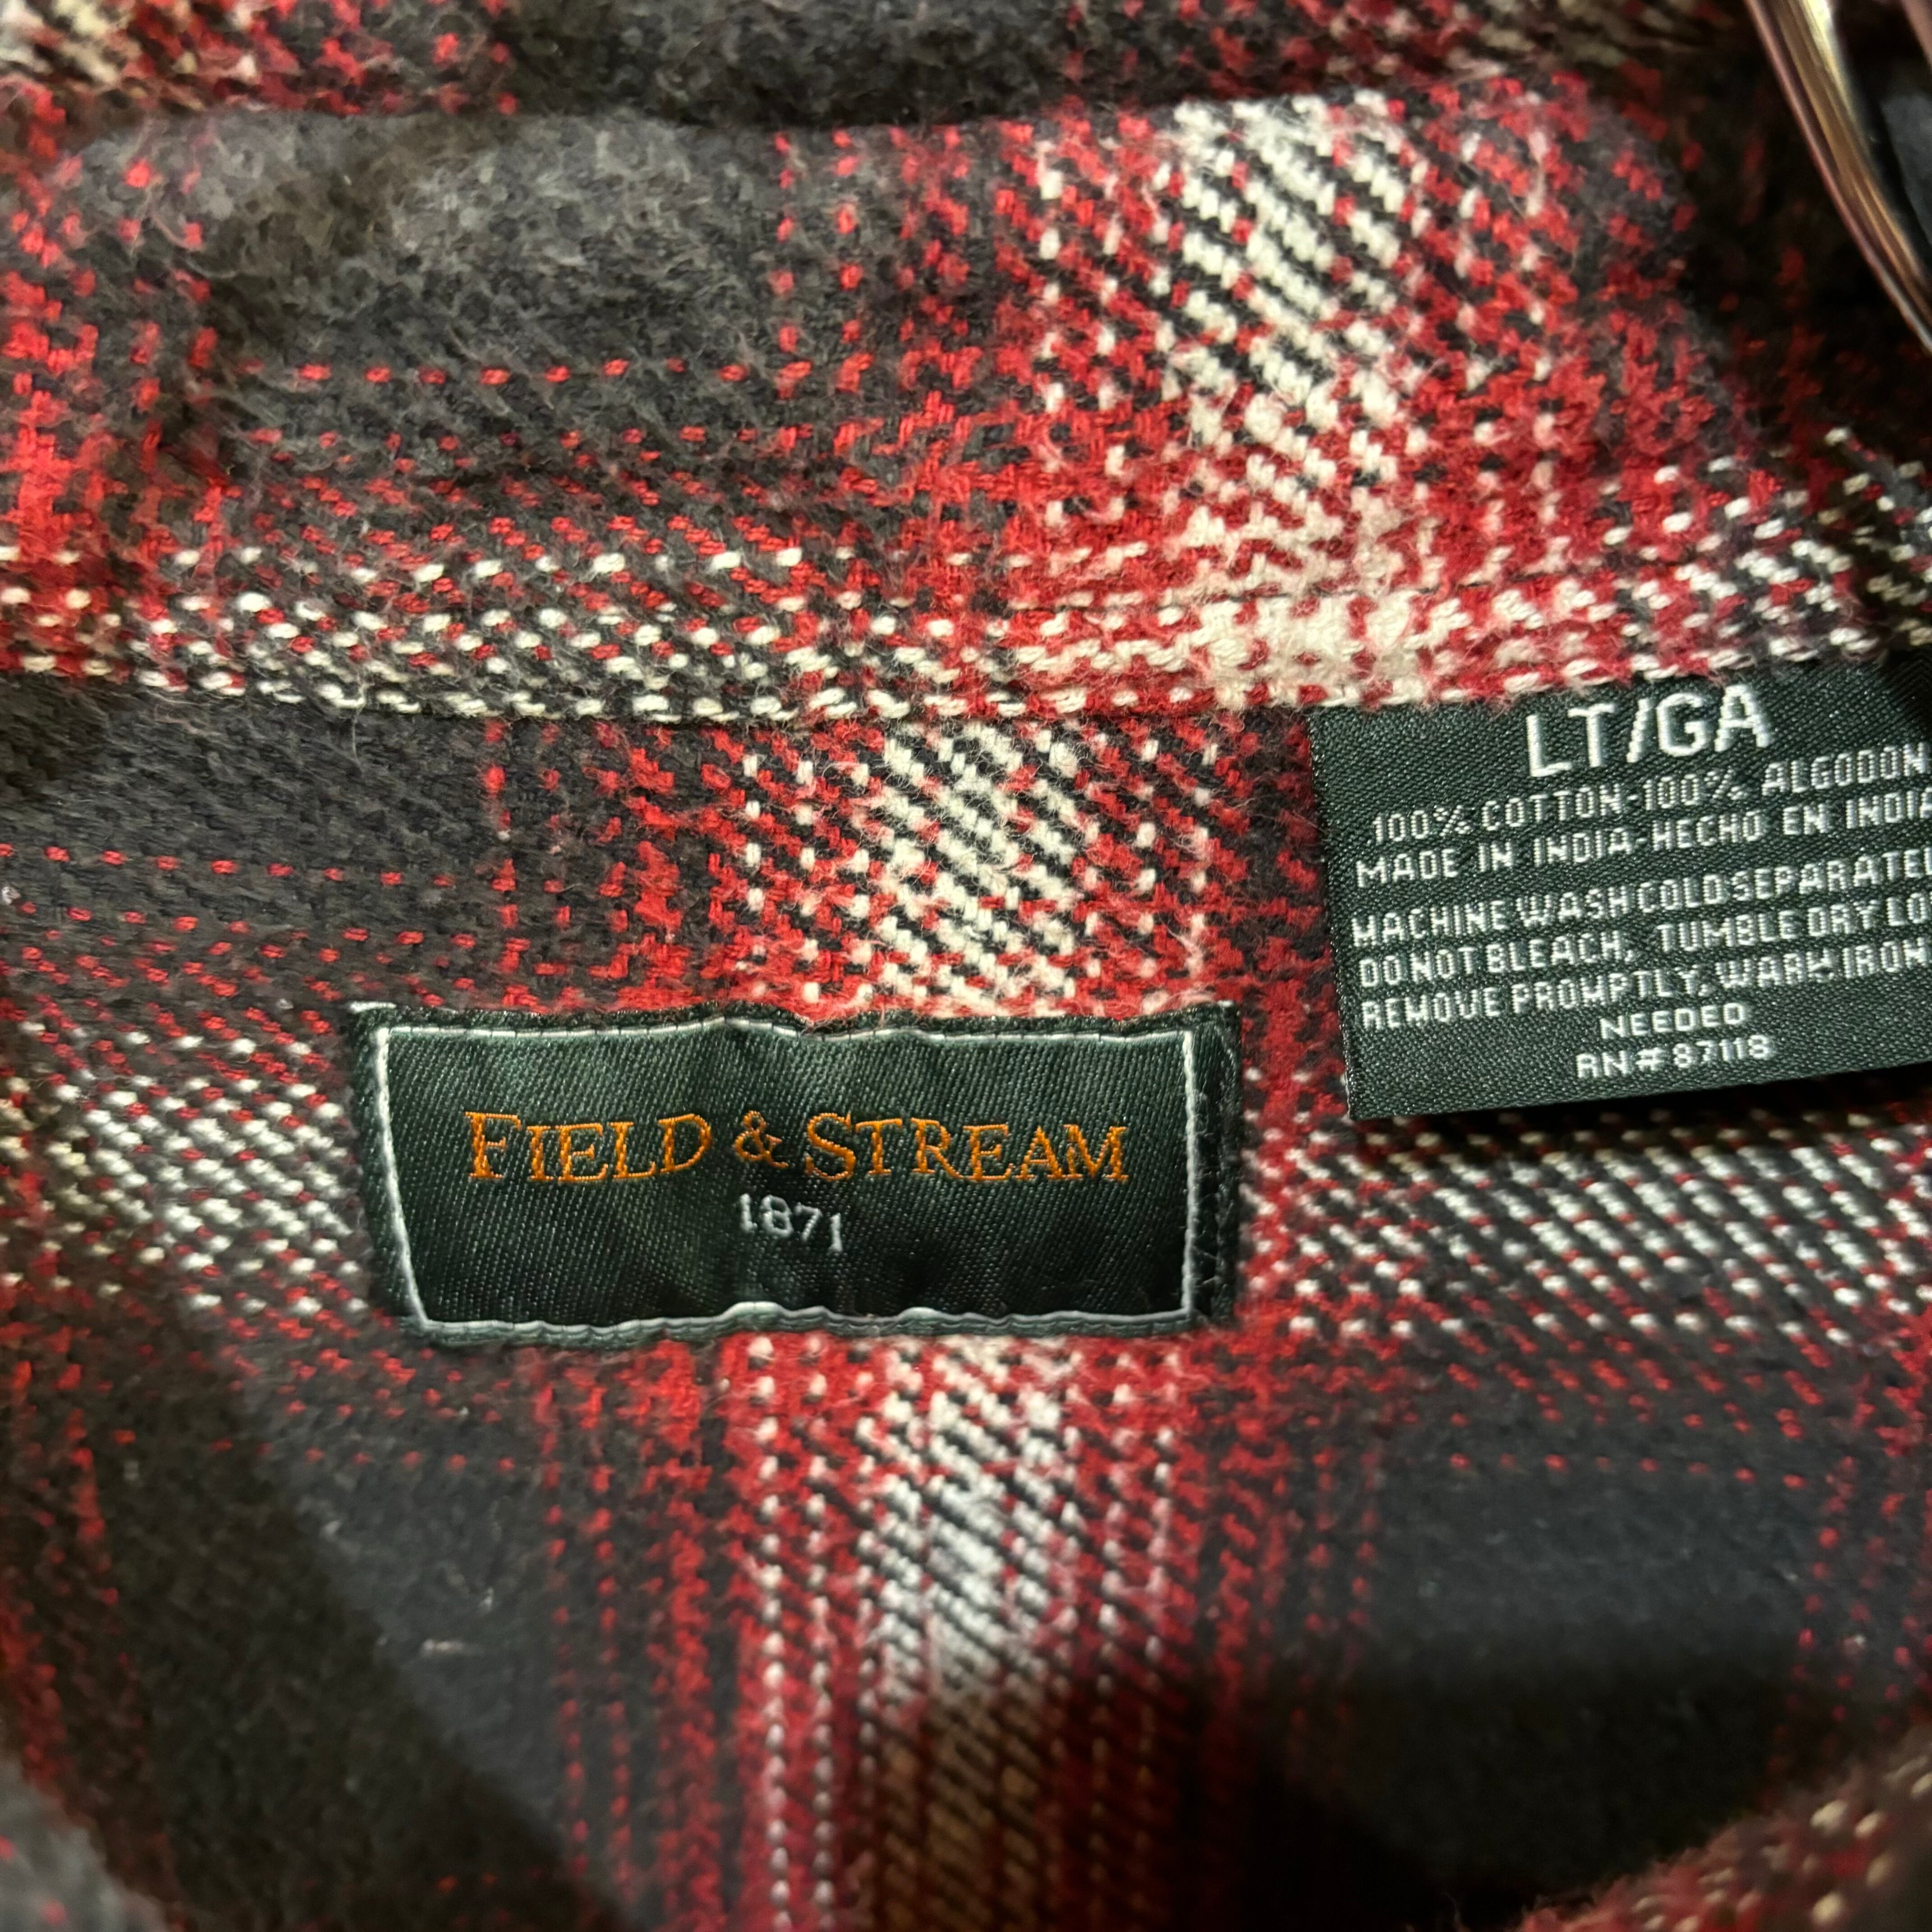 LT/GA
100% COTTON-100% ALGODON
MADE IN INDIA-HECHO EN INDIA
MACHINE WASH COLD SEPARATE
DO NOT BLEACH, TUMBLE DRY LO
REMOVE PROMPTLY, WARM IRON
NEEDED
RN# 87118
FIELD & STREAM
1871